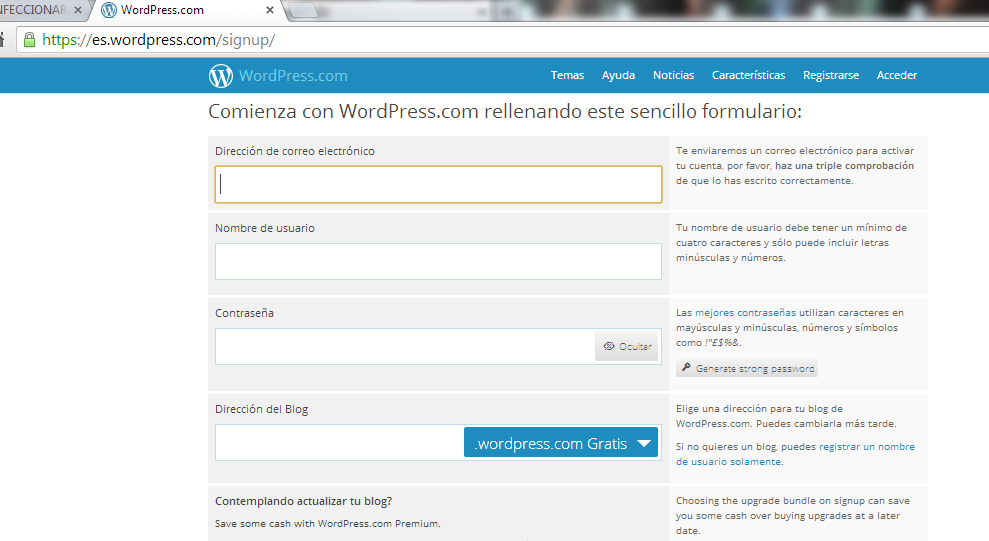 NFECCIONAR
WordPress.com
https://es.wordpress.com/signup/
WordPress.com
Temas Ayuda Noticias Características Registrarse Acceder
Comienza con WordPress.com rellenando este sencillo formulario:
Dirección de correo electrónico
Te enviaremos un correo electrónico para activar
tu cuenta, por favor, haz una triple comprobación
de que lo has escrito correctamente.
Nombre de usuario
Tu nombre de usuario debe tener un mínimo de
cuatro caracteres y sólo puede incluir letras
minúsculas y números.
Contraseña
Ocultar
Las mejores contraseñas utilizan caracteres en
mayúsculas y minúsculas, números y símbolos
como !"£$%&.
Generate strong password
Dirección del Blog
.wordpress.com Gratis
Elige una dirección para tu blog de
WordPress.com. Puedes cambiarla más tarde.
Si no quieres un blog, puedes registrar un nombre
de usuario solamente.
Contemplando actualizar tu blog?
Save some cash with WordPress.com Premium.
Choosing the upgrade bundle on signup can save
you some cash over buying upgrades at a later
date.